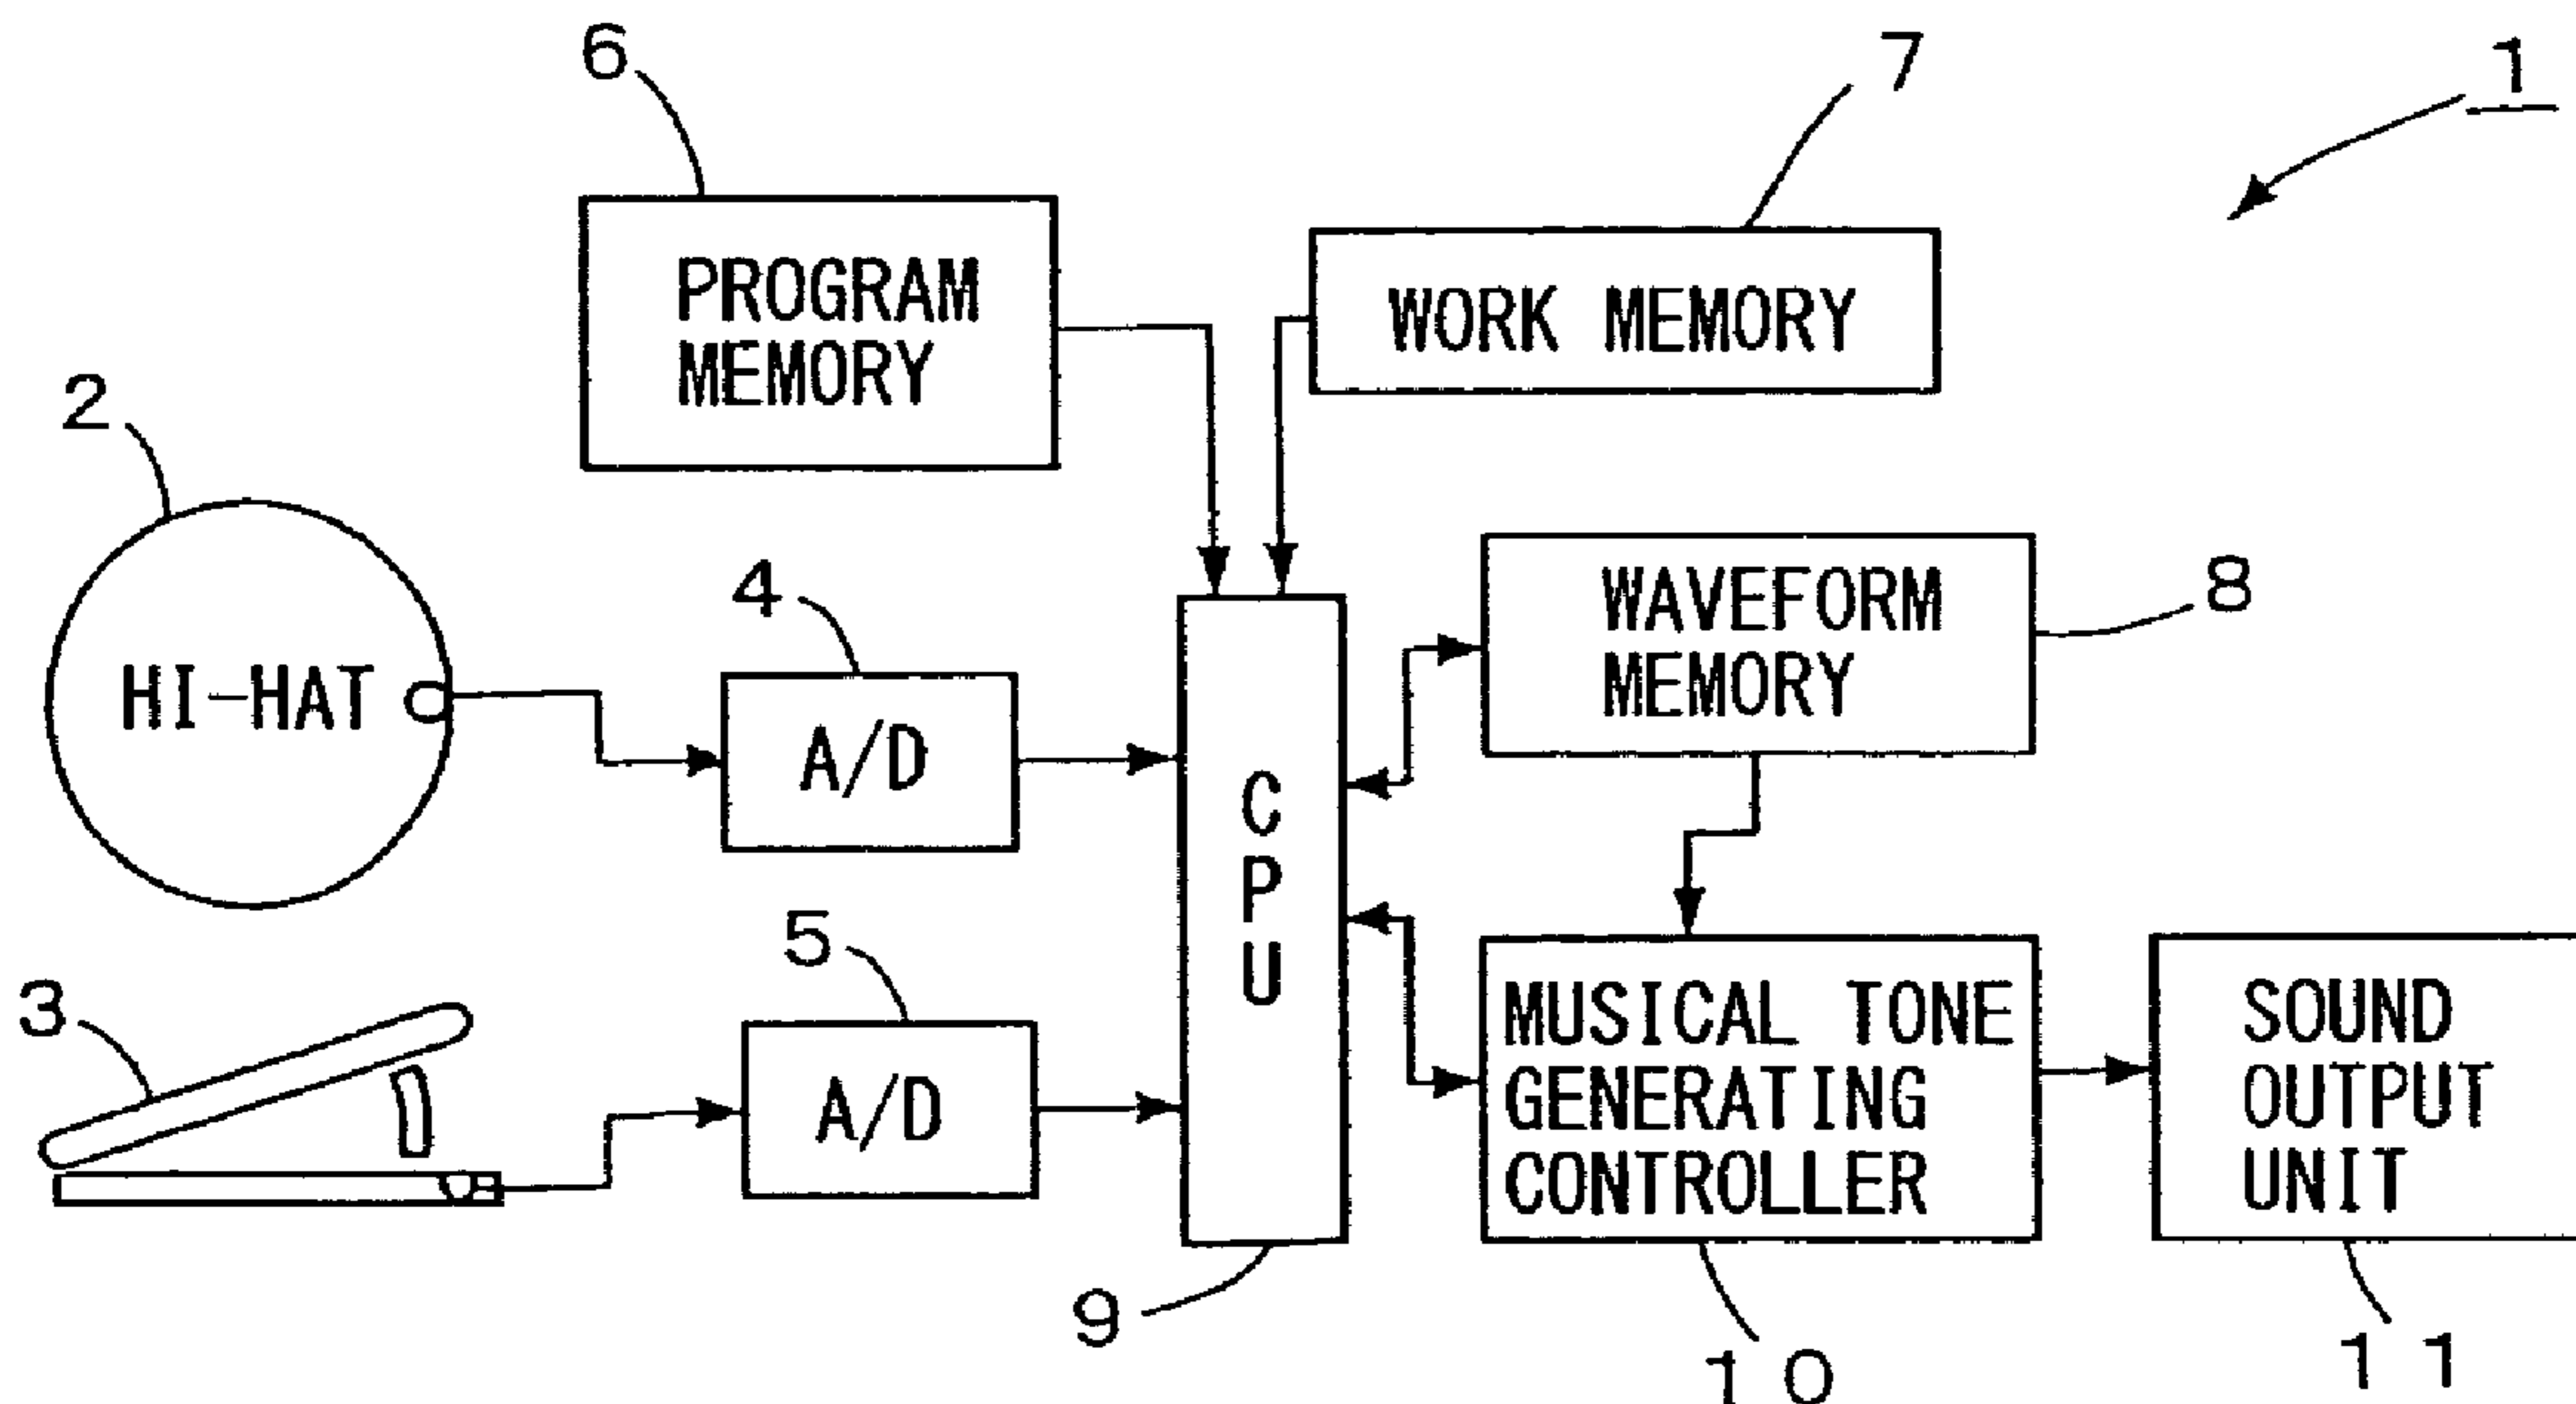 6
7
1
PROGRAM
MEMORY
WORK MEMORY
2
4
WAVEFORM
MEMORY
8
HI-HAT
A/D
CPU
5
3
A/D
MUSICAL TONE
GENERATING
CONTROLLER
SOUND
OUTPUT
UNIT
9
10
11